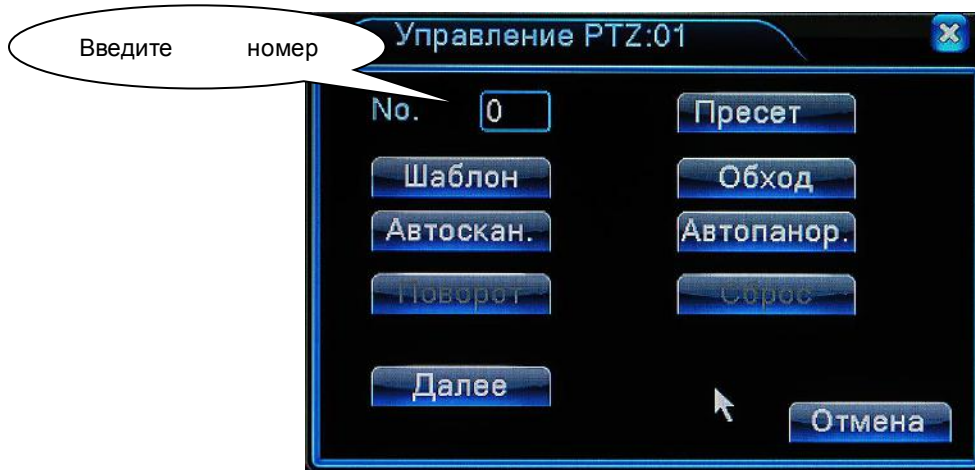 Введите номер
Управление PTZ:01
No. 0 Пресет
Шаблон Обход
Автоскан. Автопанор.
Поворот Сброс
Далее
Отмена